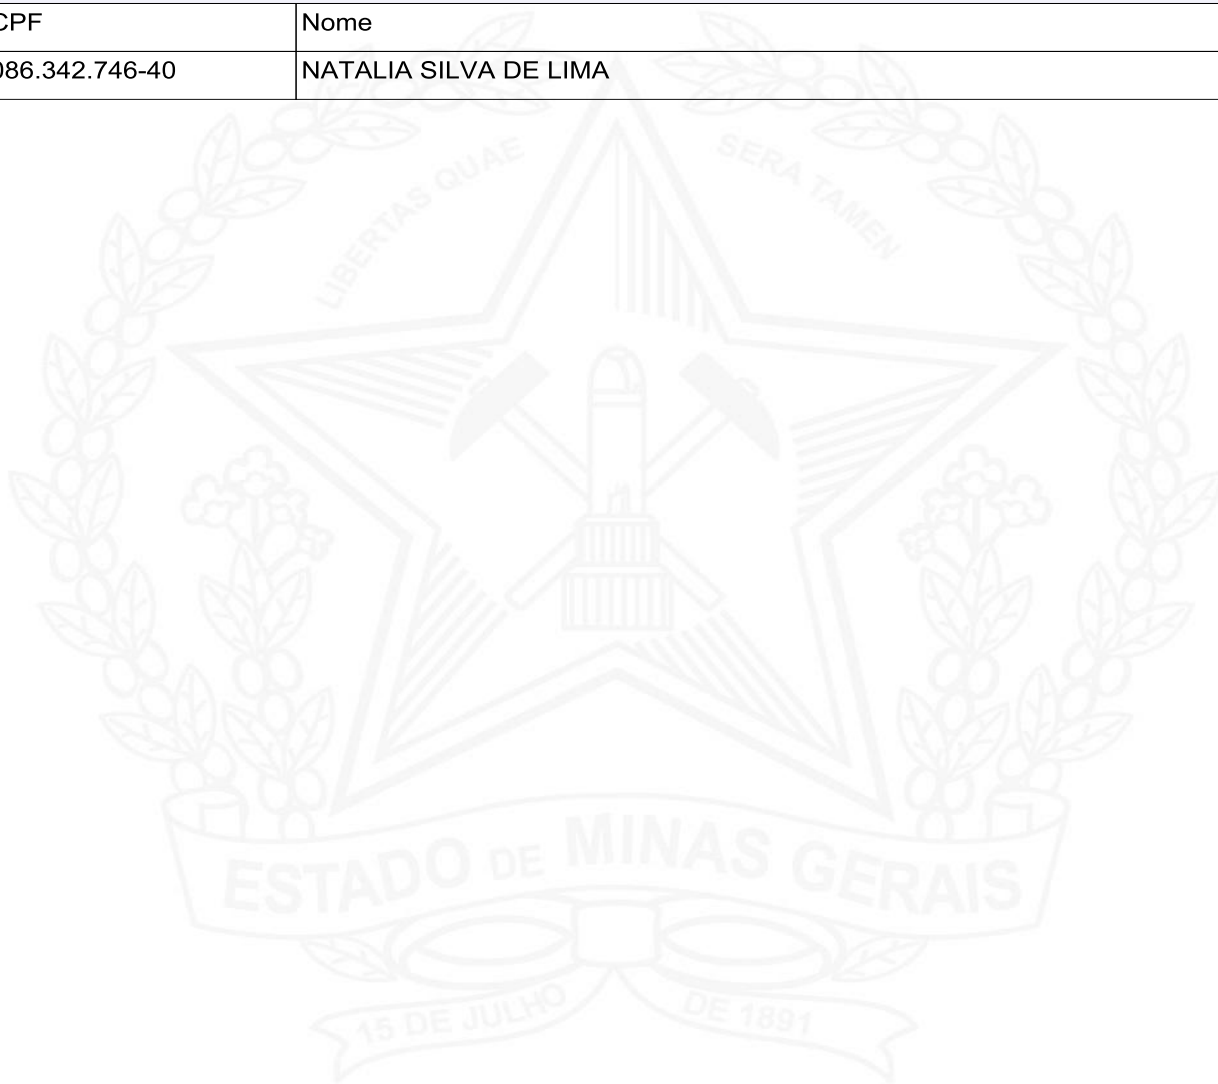 CPF Nome
086.342.746-40 NATALIA SILVA DE LIMA
LIBERTAS QUAE SERA TAMEN
ESTADO DE MINAS GERAIS
15 DE JULHO DE 1891